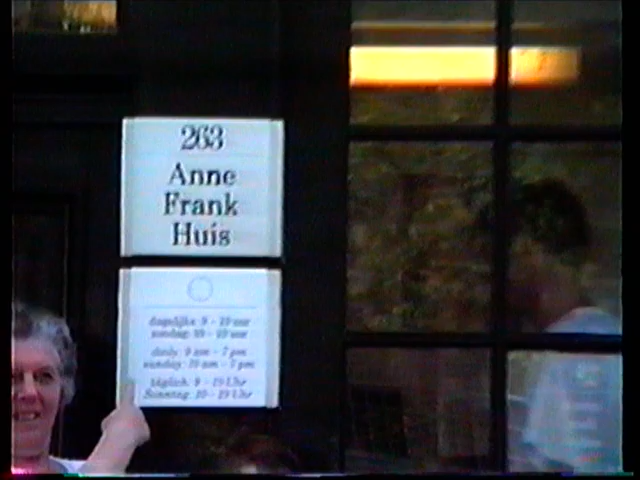 263
Anne
Frank
Huis
dagelijks 9 - 19 uur
zondag 10 - 19 uur
daily 9 am - 7 pm
sunday 10 am - 7 pm
täglich 9 - 19 Uhr
Sonntag 10 - 19 Uhr